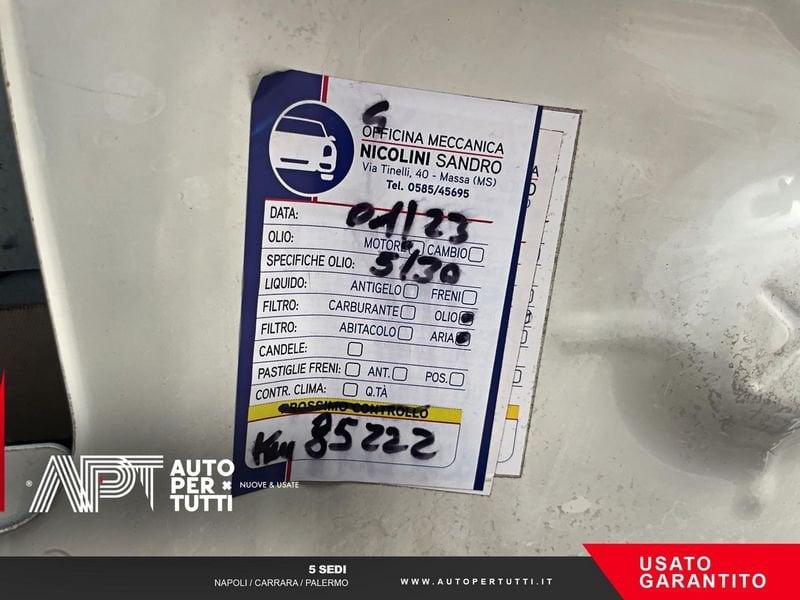 OFFICINA MECCANICA
NICOLINI SANDRO
Via Tinelli, 40 - Massa (MS)
Tel. 0585/45695
DATA: 01/23
OLIO: MOTORE CAMBIO
SPECIFICHE OLIO: 5/30
LIQUIDO: ANTIGELO FRENI
FILTRO: CARBURANTE OLIO
FILTRO: ABITACOLO ARIA
CANDELE:
PASTIGLIE FRENI: ANT. POS.
CONTR. CLIMA: Q.TÀ
PROSSIMO CONTROLLO
Km 85222
® APT AUTO PER TUTTI NUOVE & USATE
5 SEDI
NAPOLI / CARRARA / PALERMO
WWW.AUTOPERTUTTI.IT
USATO
GARANTITO